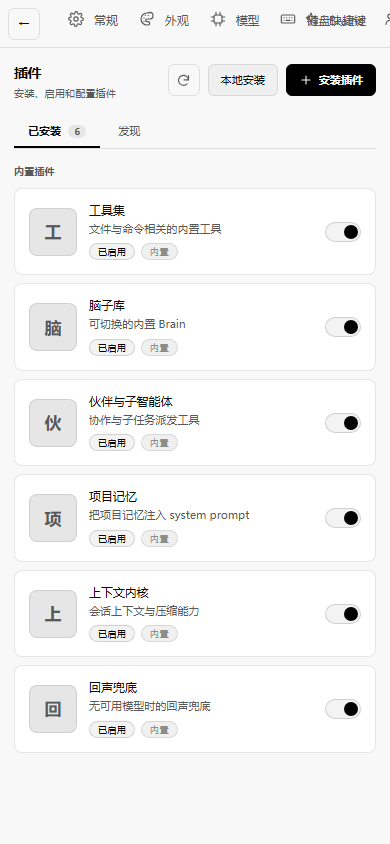 ← 常规 外观 模型 键盘快捷键
插件
安装、启用和配置插件
本地安装
+ 安装插件
已安装 6
发现
内置插件
工
工具集
文件与命令相关的内置工具
已启用 内置
脑
脑子库
可切换的内置 Brain
已启用 内置
伙
伙伴与子智能体
协作与子任务派发工具
已启用 内置
项
项目记忆
把项目记忆注入 system prompt
已启用 内置
上
上下文内核
会话上下文与压缩能力
已启用 内置
回
回声兜底
无可用模型时的回声兜底
已启用 内置